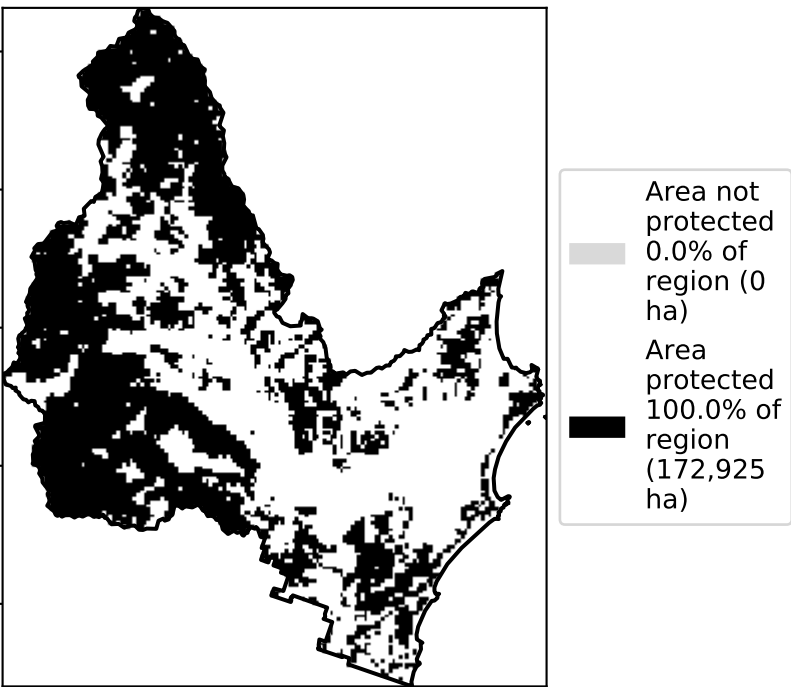 Area not
protected
0.0% of
region (0
ha)
Area
protected
100.0% of
region
(172,925
ha)